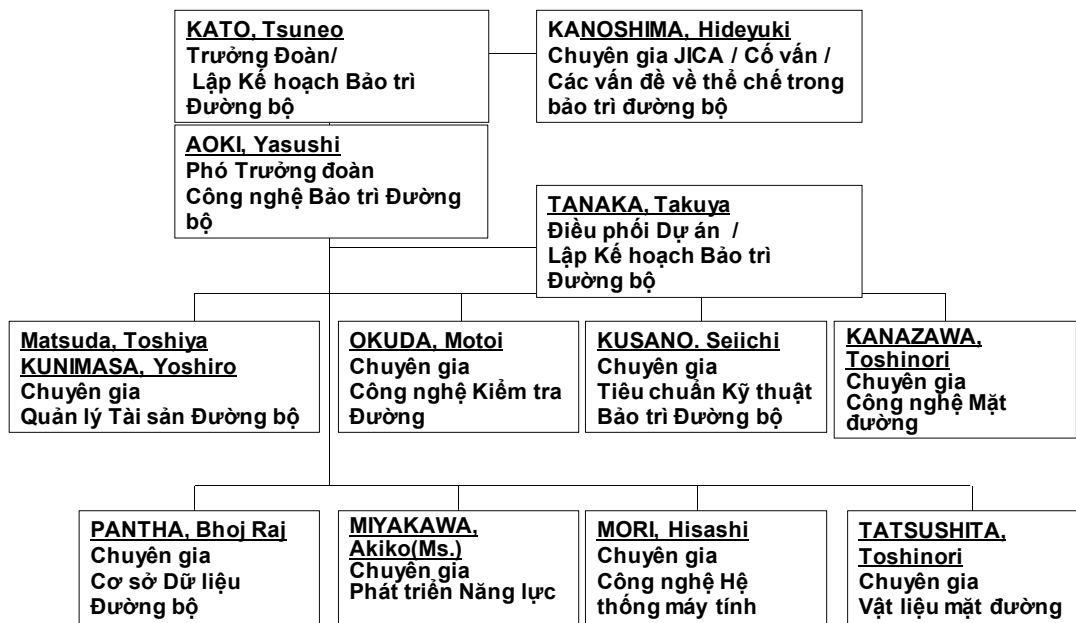 KATO, Tsuneo
Trưởng Đoàn/
Lập Kế hoạch Bảo trì
Đường bộ
KANOSHIMA, Hideyuki
Chuyên gia JICA / Cố vấn /
Các vấn đề về thể chế trong
bảo trì đường bộ
AOKI, Yasushi
Phó Trưởng đoàn
Công nghệ Bảo trì Đường
bộ
TANAKA, Takuya
Điều phối Dự án /
Lập Kế hoạch Bảo trì
Đường bộ
Matsuda, Toshiya
KUNIMASA, Yoshiro
Chuyên gia
Quản lý Tài sản Đường bộ
OKUDA, Motoi
Chuyên gia
Công nghệ Kiểm tra
Đường
KUSANO. Seiichi
Chuyên gia
Tiêu chuẩn Kỹ thuật
Bảo trì Đường bộ
KANAZAWA,
Toshinori
Chuyên gia
Công nghệ Mặt
đường
PANTHA, Bhoj Raj
Chuyên gia
Cơ sở Dữ liệu
Đường bộ
MIYAKAWA,
Akiko(Ms.)
Chuyên gia
Phát triển Năng lực
MORI, Hisashi
Chuyên gia
Công nghệ Hệ
thống máy tính
TATSUSHITA,
Toshinori
Chuyên gia
Vật liệu mặt đường